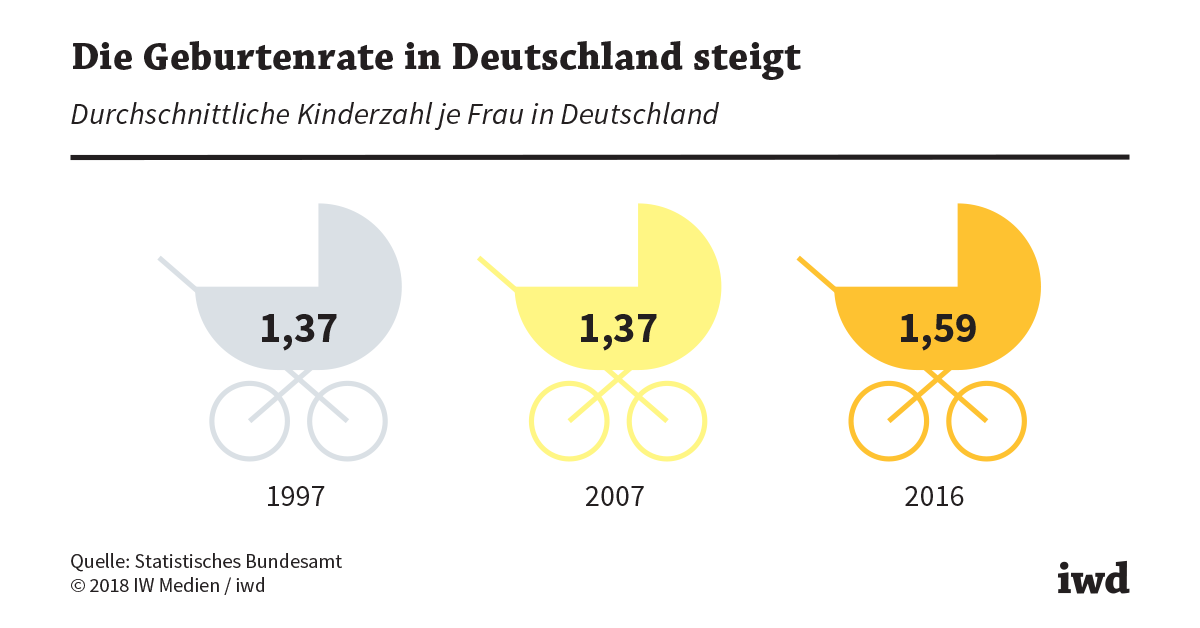 Die Geburtenrate in Deutschland steigt
Durchschnittliche Kinderzahl je Frau in Deutschland
1,37
1,37
1,59
1997
2007
2016
Quelle: Statistisches Bundesamt
© 2018 IW Medien / iwd
iwd